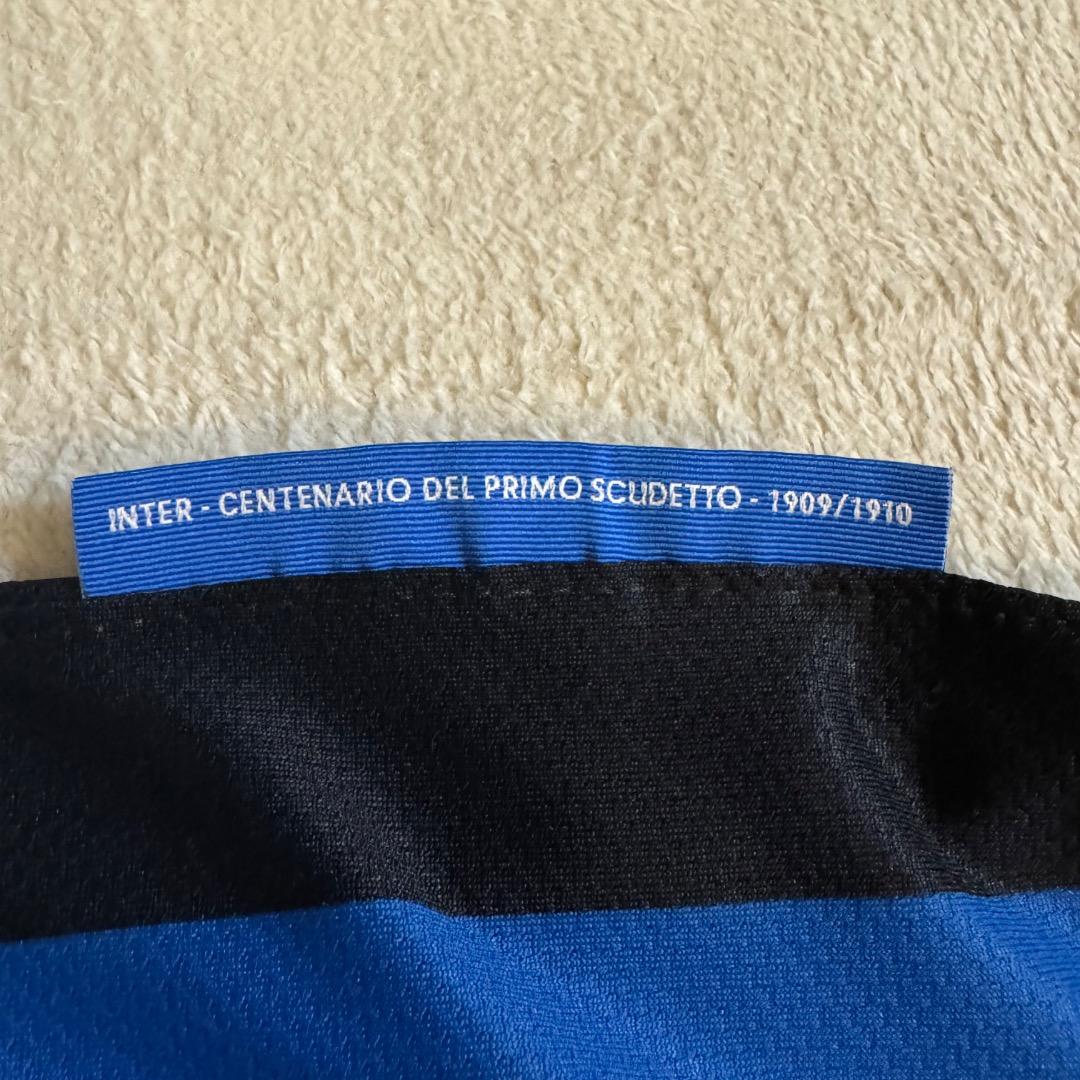 INTER - CENTENARIO DEL PRIMO SCUDETTO - 1909/1910